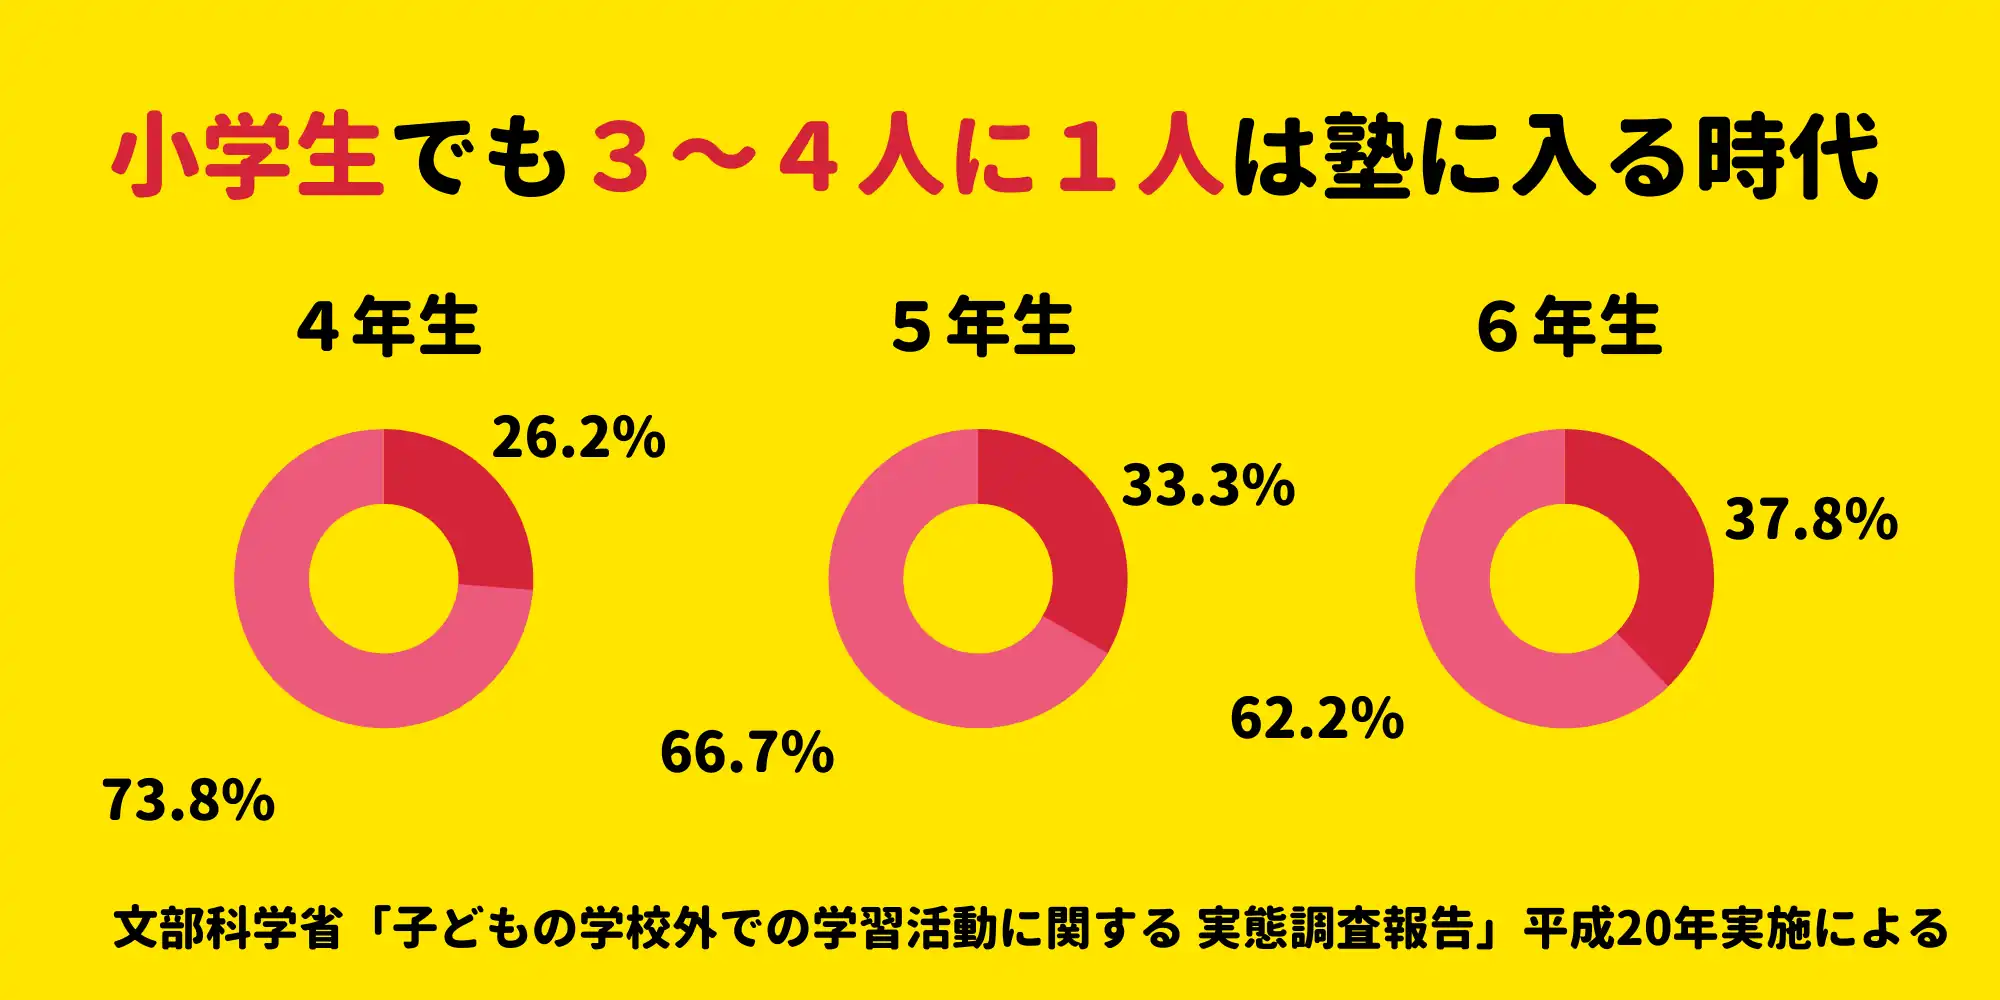 小学生でも３〜４人に１人は塾に入る時代
４年生
５年生
６年生
26.2%
33.3%
37.8%
73.8%
66.7%
62.2%
文部科学省「子どもの学校外での学習活動に関する 実態調査報告」平成20年実施による